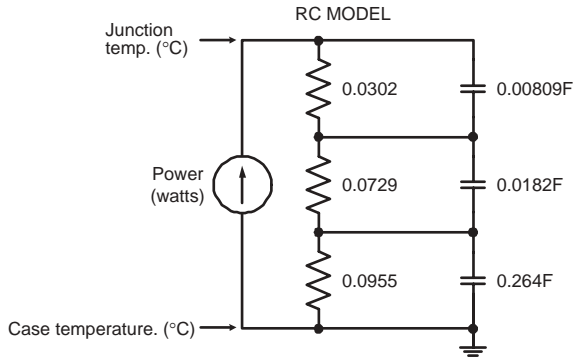 RC MODEL
Junction
temp. (°C)
0.0302
0.00809F
Power
(watts)
0.0729
0.0182F
0.0955
0.264F
Case temperature. (°C)